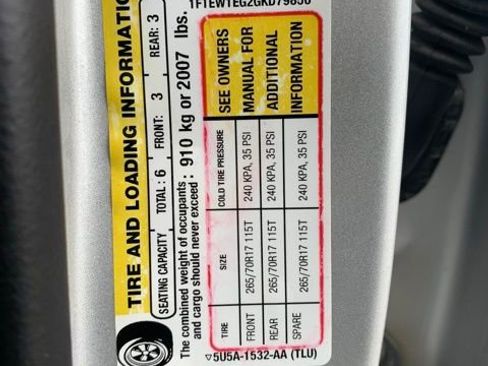 TIRE AND LOADING INFORMATION
SEATING CAPACITY TOTAL: 6 FRONT: 3 REAR: 3
The combined weight of occupants
and cargo should never exceed: 910 kg or 2007 lbs.
TIRE SIZE COLD TIRE PRESSURE SEE OWNERS
MANUAL FOR
ADDITIONAL
INFORMATION
FRONT 265/70R17 115T 240 KPA, 35 PSI
REAR 265/70R17 115T 240 KPA, 35 PSI
SPARE 265/70R17 115T 240 KPA, 35 PSI
▽5U5A-1532-AA (TLU)